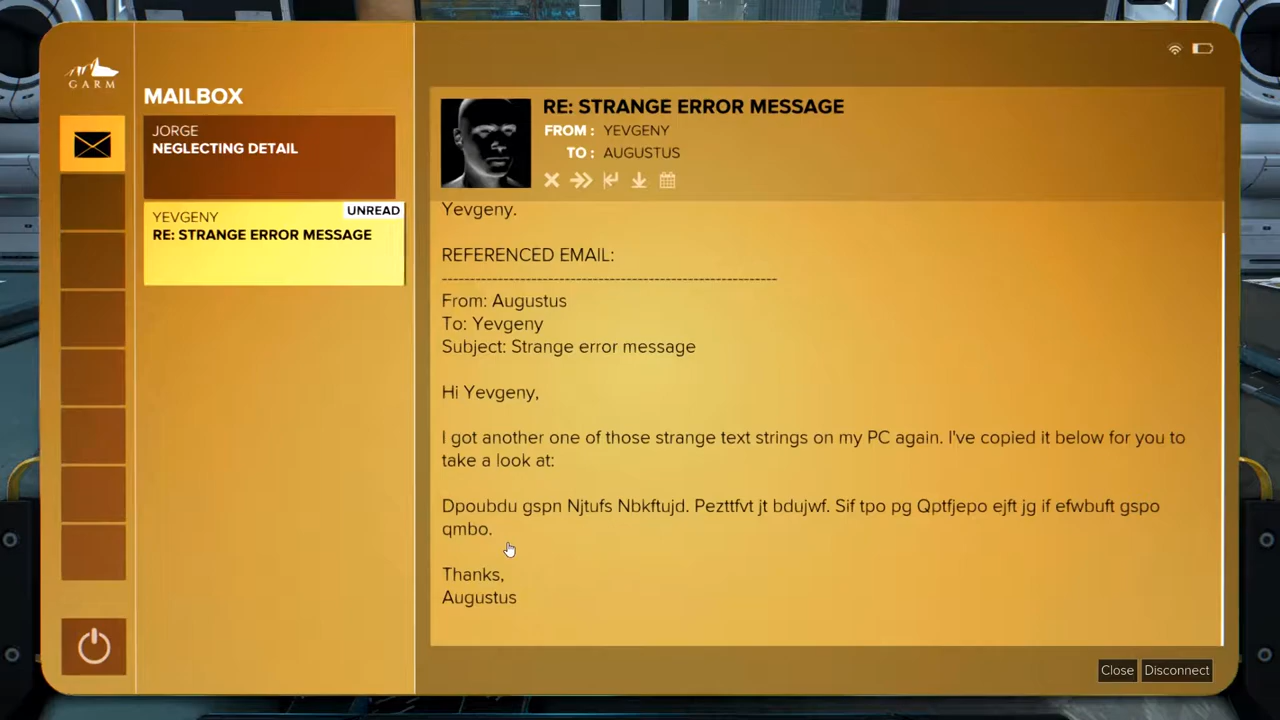 GARM
MAILBOX
JORGE
NEGLECTING DETAIL
YEVGENY
UNREAD
RE: STRANGE ERROR MESSAGE
RE: STRANGE ERROR MESSAGE
FROM : YEVGENY
TO : AUGUSTUS
Yevgeny.
REFERENCED EMAIL:
----------------------------------------------------------------
From: Augustus
To: Yevgeny
Subject: Strange error message
Hi Yevgeny,
I got another one of those strange text strings on my PC again. I've copied it below for you to
take a look at:
Dpoubdu gspn Njtufs Nbkftujd. Pezttfvt jt bdujwf. Sif tpo pg Qptfjepo ejft jg if efwbuft gspo
qmbo.
Thanks,
Augustus
Close Disconnect